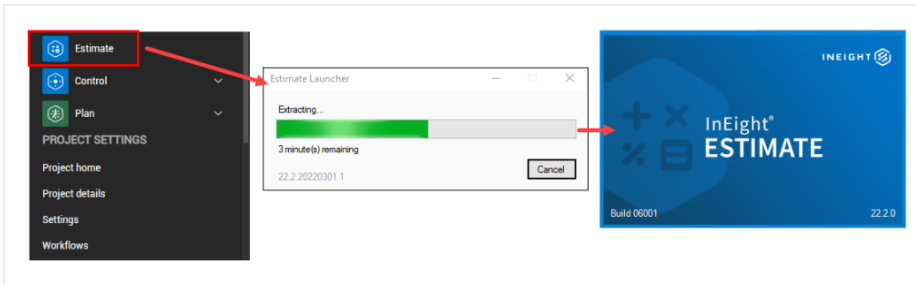 Estimate
Control
Plan
PROJECT SETTINGS
Project home
Project details
Settings
Workflows
Estimate Launcher
Extracting...
3 minute(s) remaining
Cancel
22.2.20220301.1
INEIGHT
InEight®
ESTIMATE
Build 06001
22.2.0